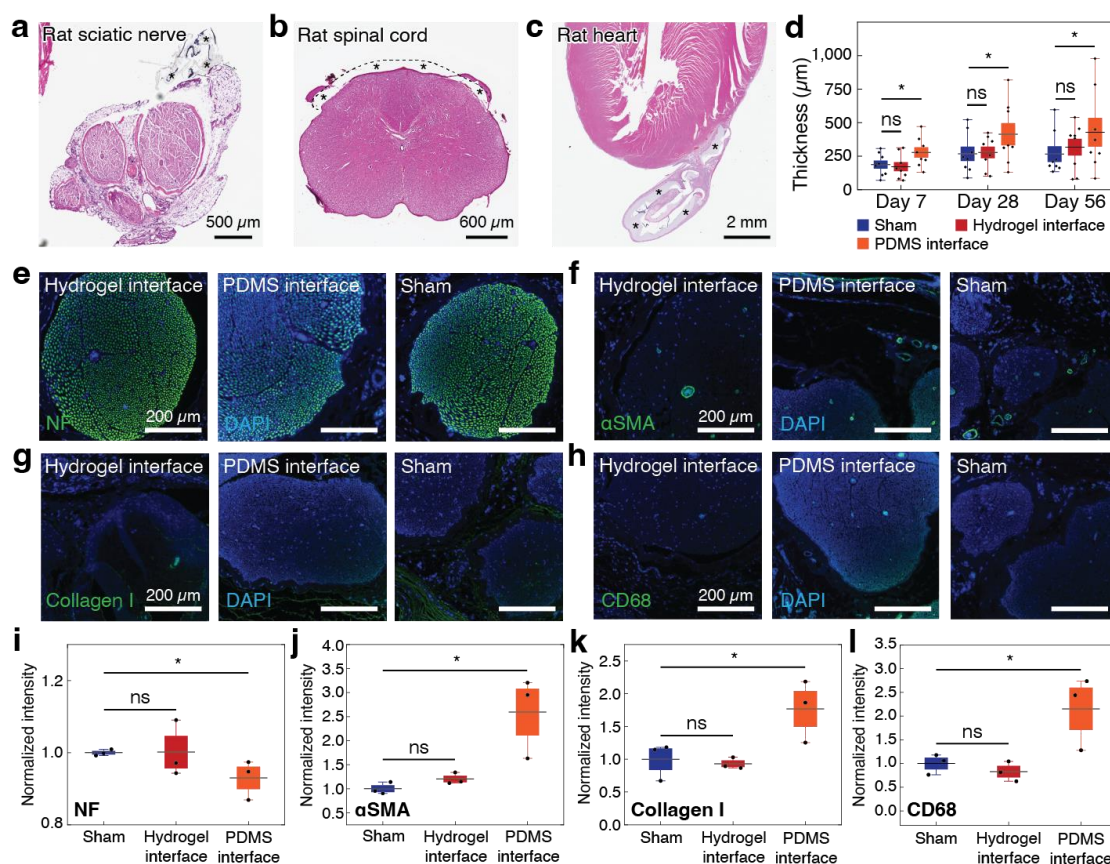 a
Rat sciatic nerve
*
*
*
500 µm
b
Rat spinal cord
*
*
*
*
600 µm
c
Rat heart
*
*
*
*
2 mm
d
Thickness (µm)
1,000
750
500
250
0
ns
*
ns
*
ns
*
Day 7
Day 28
Day 56
Sham
Hydrogel interface
PDMS interface
e
Hydrogel interface
PDMS interface
Sham
NF
200 µm
DAPI
f
Hydrogel interface
PDMS interface
Sham
αSMA
200 µm
DAPI
g
Hydrogel interface
PDMS interface
Sham
Collagen I
200 µm
DAPI
h
Hydrogel interface
PDMS interface
Sham
CD68
200 µm
DAPI
i
Normalized intensity
1.2
1.0
0.8
*
ns
NF
Sham
Hydrogel
interface
PDMS
interface
j
Normalized intensity
4.0
3.5
3.0
2.5
2.0
1.5
1.0
0.5
0.0
*
ns
αSMA
Sham
Hydrogel
interface
PDMS
interface
k
Normalized intensity
2.5
2.0
1.5
1.0
0.5
0.0
*
ns
Collagen I
Sham
Hydrogel
interface
PDMS
interface
l
Normalized intensity
3.5
3.0
2.5
2.0
1.5
1.0
0.5
0.0
*
ns
CD68
Sham
Hydrogel
interface
PDMS
interface